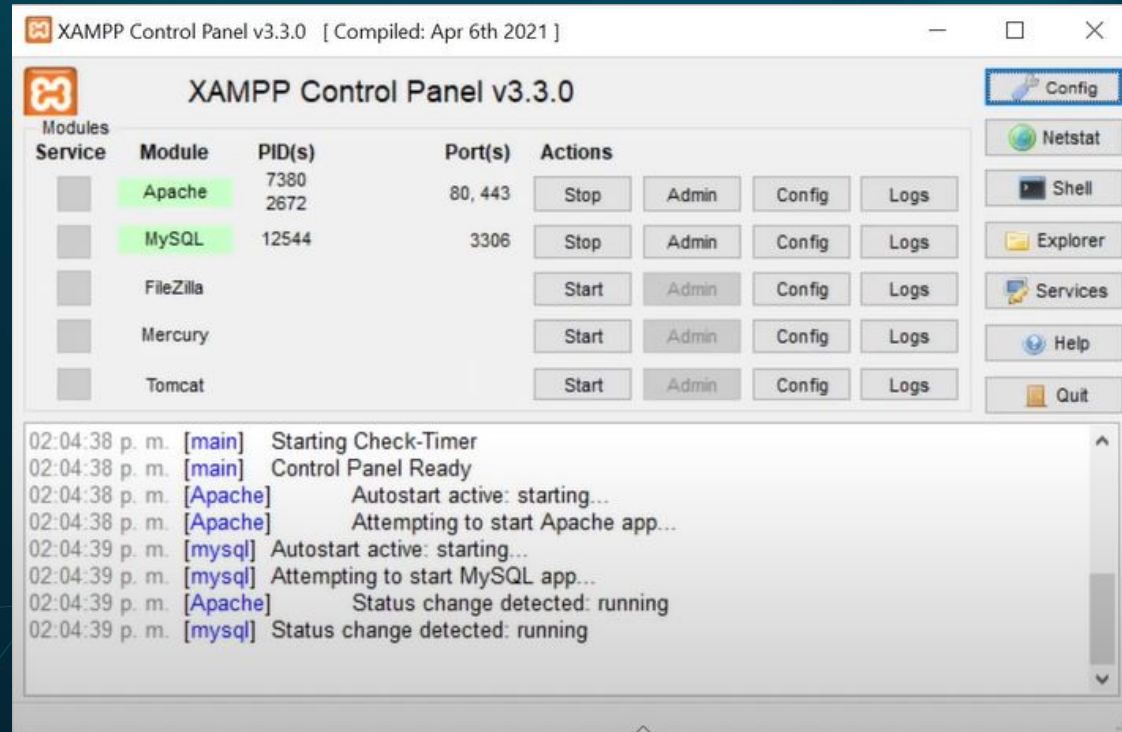 XAMPP Control Panel v3.3.0 [ Compiled: Apr 6th 2021 ]
XAMPP Control Panel v3.3.0
Config
Netstat
Shell
Explorer
Services
Help
Quit
Modules
Service Module PID(s) Port(s) Actions
Apache 7380 2672 80, 443 Stop Admin Config Logs
MySQL 12544 3306 Stop Admin Config Logs
FileZilla Start Admin Config Logs
Mercury Start Admin Config Logs
Tomcat Start Admin Config Logs
02:04:38 p. m. [main] Starting Check-Timer
02:04:38 p. m. [main] Control Panel Ready
02:04:38 p. m. [Apache] Autostart active: starting...
02:04:38 p. m. [Apache] Attempting to start Apache app...
02:04:39 p. m. [mysql] Autostart active: starting...
02:04:39 p. m. [mysql] Attempting to start MySQL app...
02:04:39 p. m. [Apache] Status change detected: running
02:04:39 p. m. [mysql] Status change detected: running